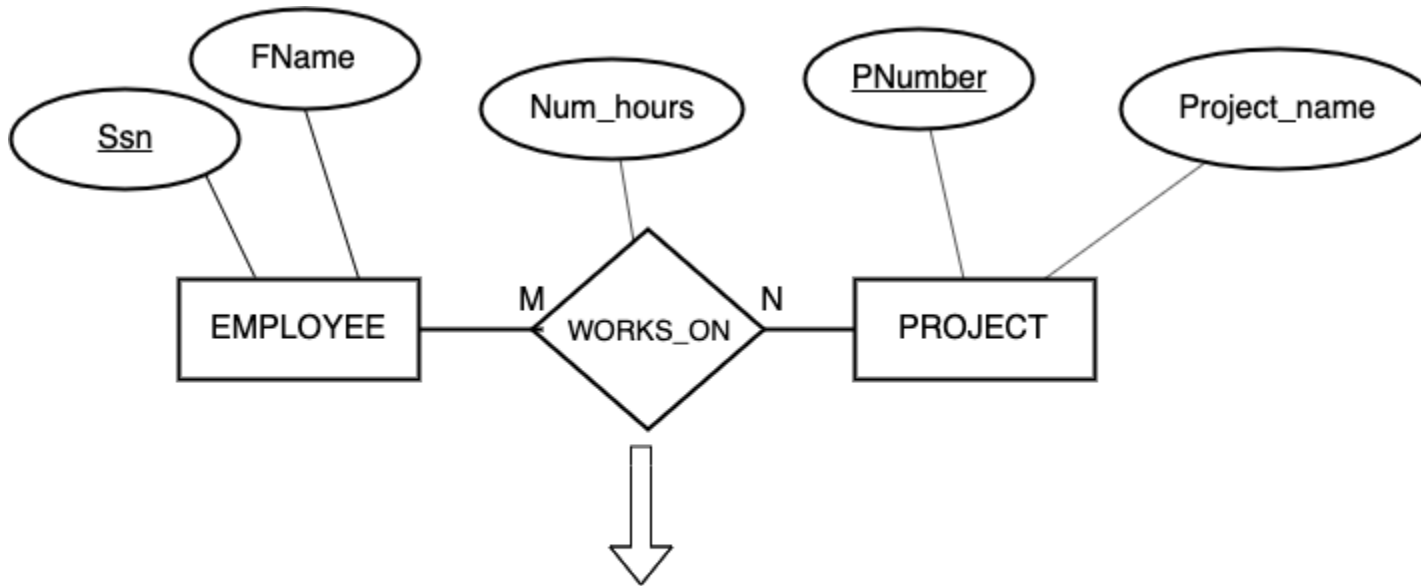 FName
Ssn
Num_hours
PNumber
Project_name
EMPLOYEE
M
WORKS_ON
N
PROJECT